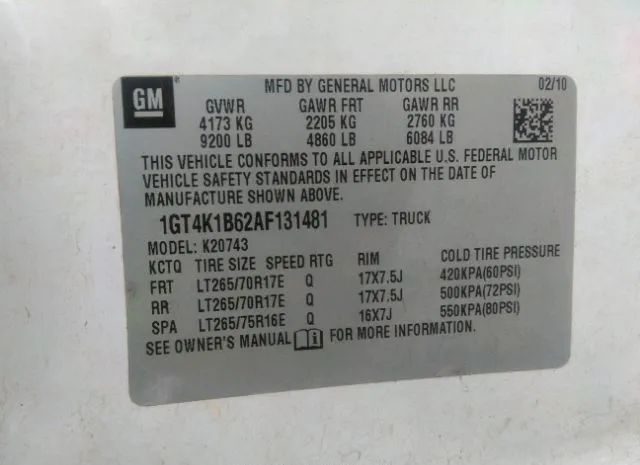 GM
MFD BY GENERAL MOTORS LLC 02/10
GVWR GAWR FRT GAWR RR
4173 KG 2205 KG 2760 KG
9200 LB 4860 LB 6084 LB
THIS VEHICLE CONFORMS TO ALL APPLICABLE U.S. FEDERAL MOTOR
VEHICLE SAFETY STANDARDS IN EFFECT ON THE DATE OF
MANUFACTURE SHOWN ABOVE.
1GT4K1B62AF131481 TYPE: TRUCK
MODEL: K20743
KCTQ TIRE SIZE SPEED RTG RIM COLD TIRE PRESSURE
FRT LT265/70R17E Q 17X7.5J 420KPA(60PSI)
RR LT265/70R17E Q 17X7.5J 500KPA(72PSI)
SPA LT265/75R16E Q 16X7J 550KPA(80PSI)
SEE OWNER'S MANUAL FOR MORE INFORMATION.